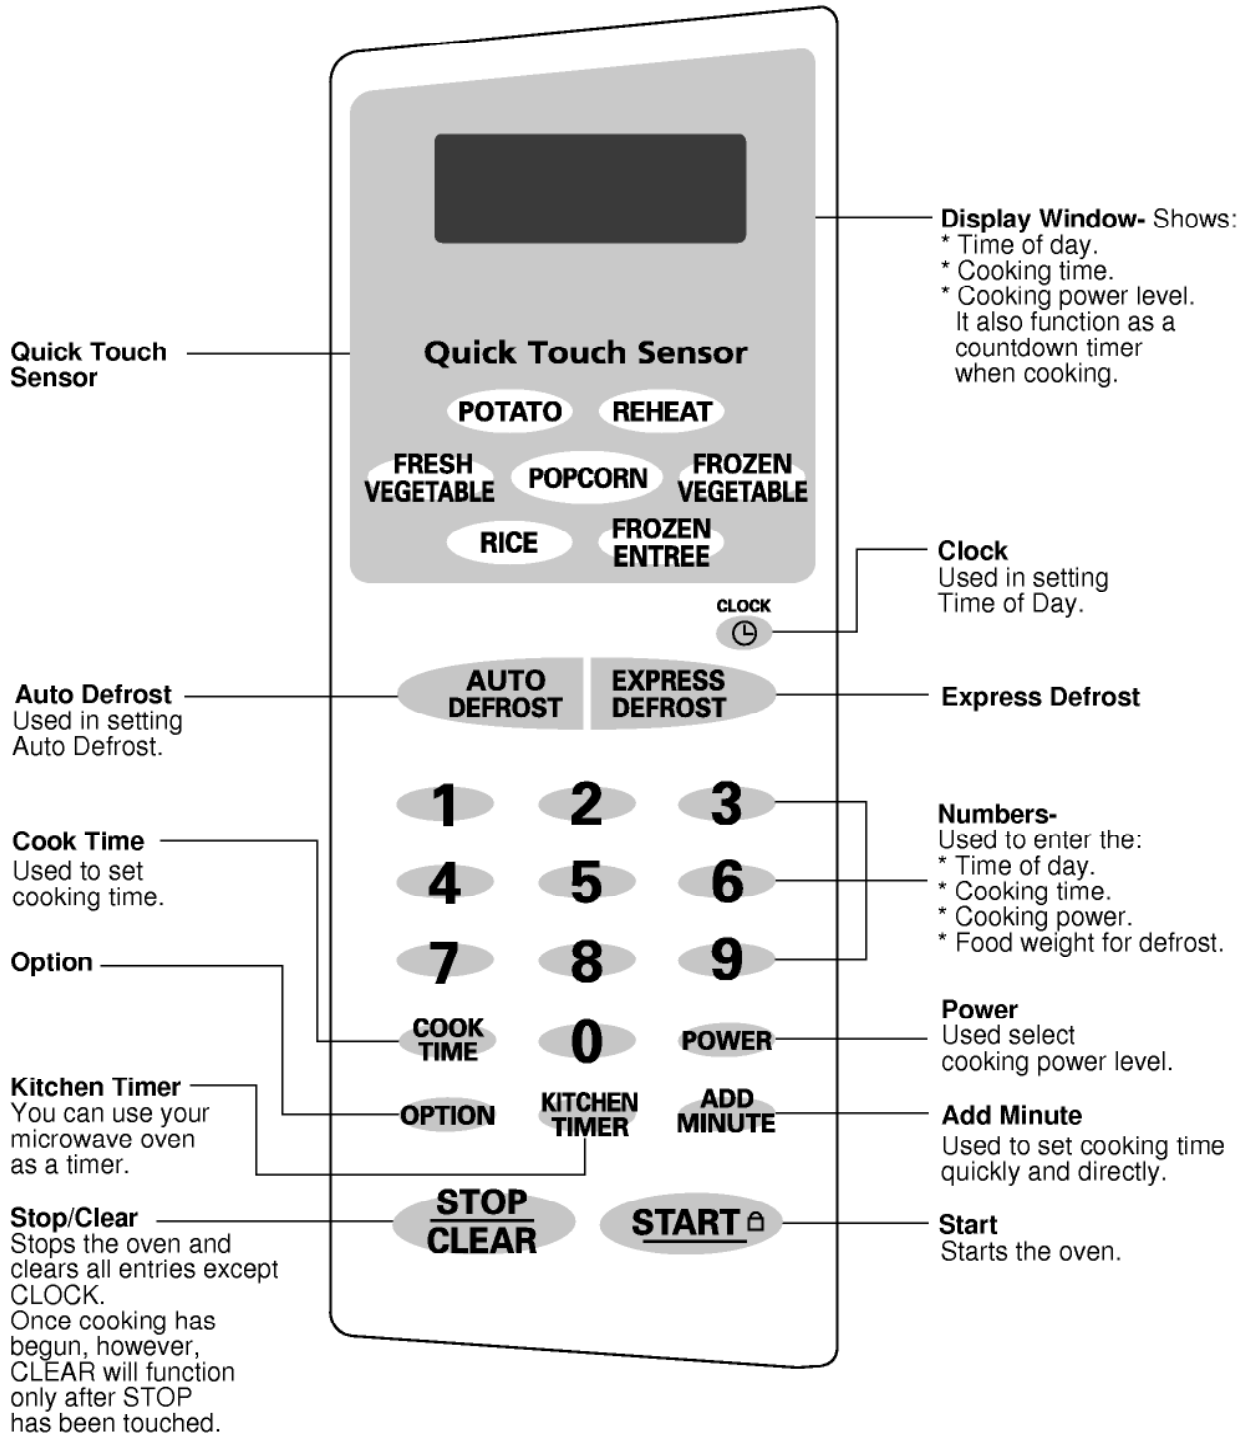 Display Window- Shows:
* Time of day.
* Cooking time.
* Cooking power level.
It also function as a
countdown timer
when cooking.
Quick Touch
Sensor
Quick Touch Sensor
POTATO
REHEAT
FRESH
VEGETABLE
POPCORN
FROZEN
VEGETABLE
RICE
FROZEN
ENTREE
Clock
Used in setting
Time of Day.
CLOCK
Auto Defrost
Used in setting
Auto Defrost.
AUTO
DEFROST
EXPRESS
DEFROST
Express Defrost
1
2
3
Numbers-
Used to enter the:
* Time of day.
* Cooking time.
* Cooking power.
* Food weight for defrost.
Cook Time
Used to set
cooking time.
4
5
6
Option
7
8
9
COOK
TIME
0
POWER
Power
Used select
cooking power level.
Kitchen Timer
You can use your
microwave oven
as a timer.
OPTION
KITCHEN
TIMER
ADD
MINUTE
Add Minute
Used to set cooking time
quickly and directly.
Stop/Clear
Stops the oven and
clears all entries except
CLOCK.
Once cooking has
begun, however,
CLEAR will function
only after STOP
has been touched.
STOP
CLEAR
START
Start
Starts the oven.